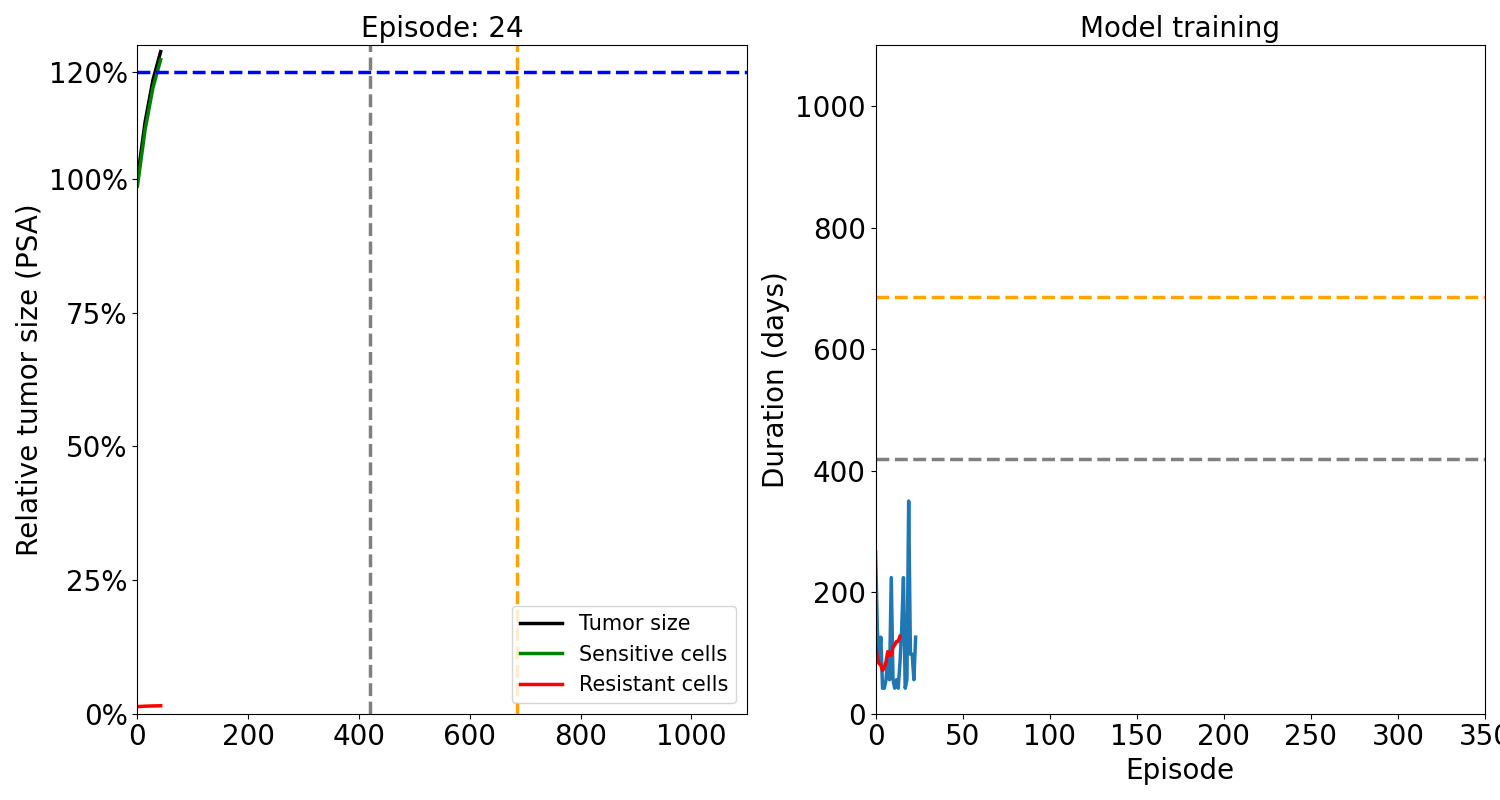 Episode: 24
Relative tumor size (PSA)
120%
100%
75%
50%
25%
0%
0 200 400 600 800 1000
Tumor size
Sensitive cells
Resistant cells
Model training
Duration (days)
1000
800
600
400
200
0
0 50 100 150 200 250 300 350
Episode